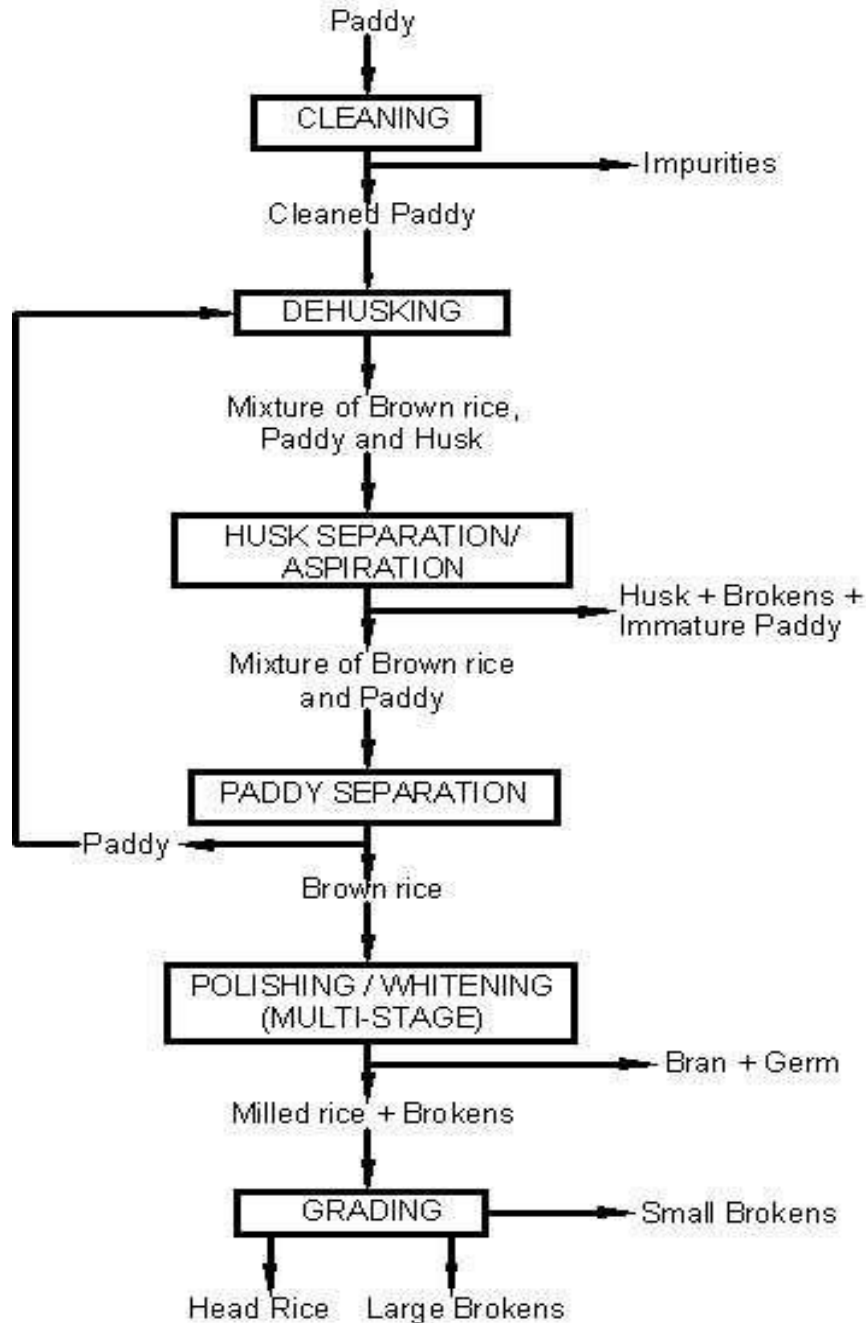 Paddy
CLEANING
Impurities
Cleaned Paddy
DEHUSKING
Mixture of Brown rice,
Paddy and Husk
HUSK SEPARATION/
ASPIRATION
Husk + Brokens +
Immature Paddy
Mixture of Brown rice
and Paddy
PADDY SEPARATION
Paddy
Brown rice
POLISHING / WHITENING
(MULTI-STAGE)
Bran + Germ
Milled rice + Brokens
GRADING
Small Brokens
Head Rice
Large Brokens